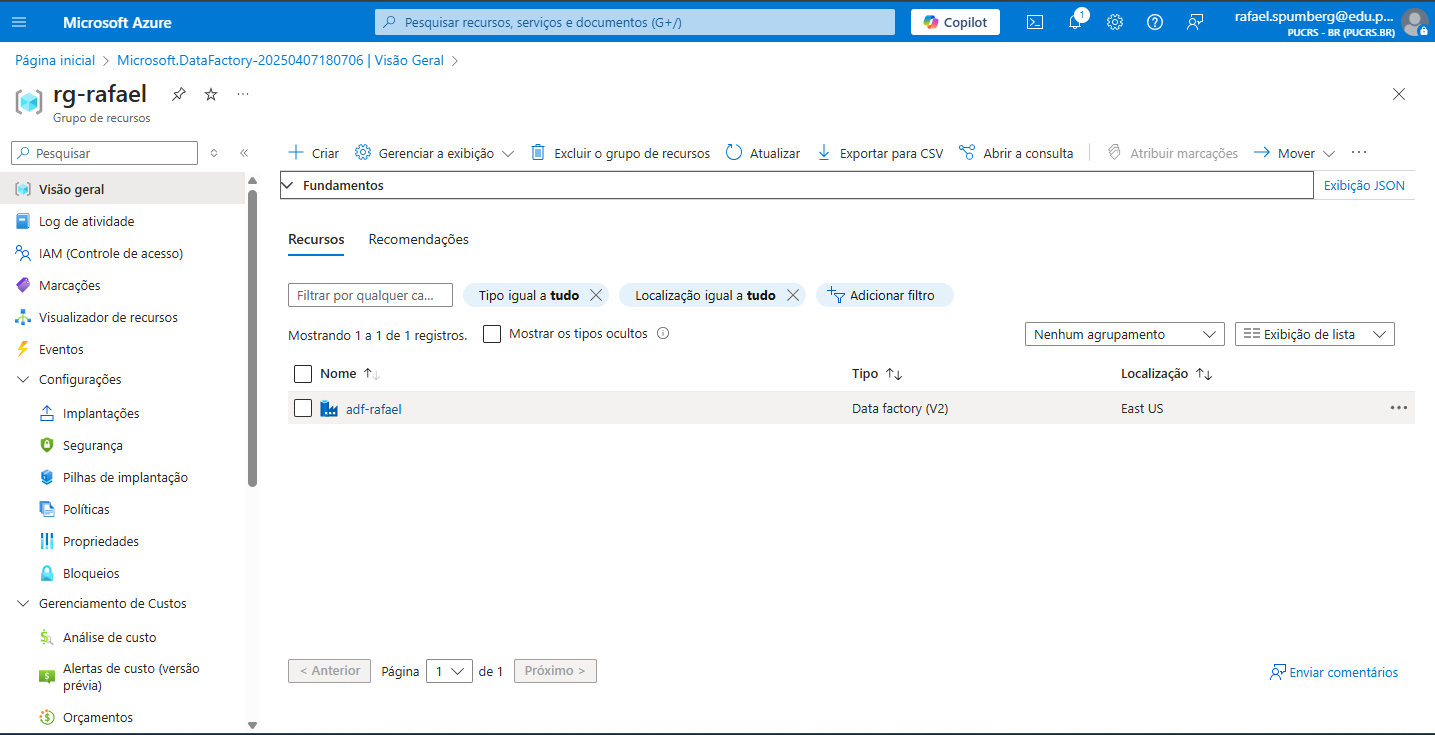 Microsoft Azure
Pesquisar recursos, serviços e documentos (G+/)
Copilot
1
rafael.spumberg@edu.p...
PUCRS - BR (PUCRS.BR)
Página inicial > Microsoft.DataFactory-20250407180706 | Visão Geral >
rg-rafael
Grupo de recursos
Pesquisar
Criar
Gerenciar a exibição
Excluir o grupo de recursos
Atualizar
Exportar para CSV
Abrir a consulta
Atribuir marcações
Mover
Visão geral
Log de atividade
IAM (Controle de acesso)
Marcações
Visualizador de recursos
Eventos
Configurações
Implantações
Segurança
Pilhas de implantação
Políticas
Propriedades
Bloqueios
Gerenciamento de Custos
Análise de custo
Alertas de custo (versão
prévia)
Orçamentos
Fundamentos
Exibição JSON
Recursos
Recomendações
Filtrar por qualquer ca...
Tipo igual a tudo
Localização igual a tudo
Adicionar filtro
Mostrando 1 a 1 de 1 registros.
Mostrar os tipos ocultos
Nenhum agrupamento
Exibição de lista
Nome
Tipo
Localização
adf-rafael
Data factory (V2)
East US
< Anterior
Página
1
de 1
Próximo >
Enviar comentários